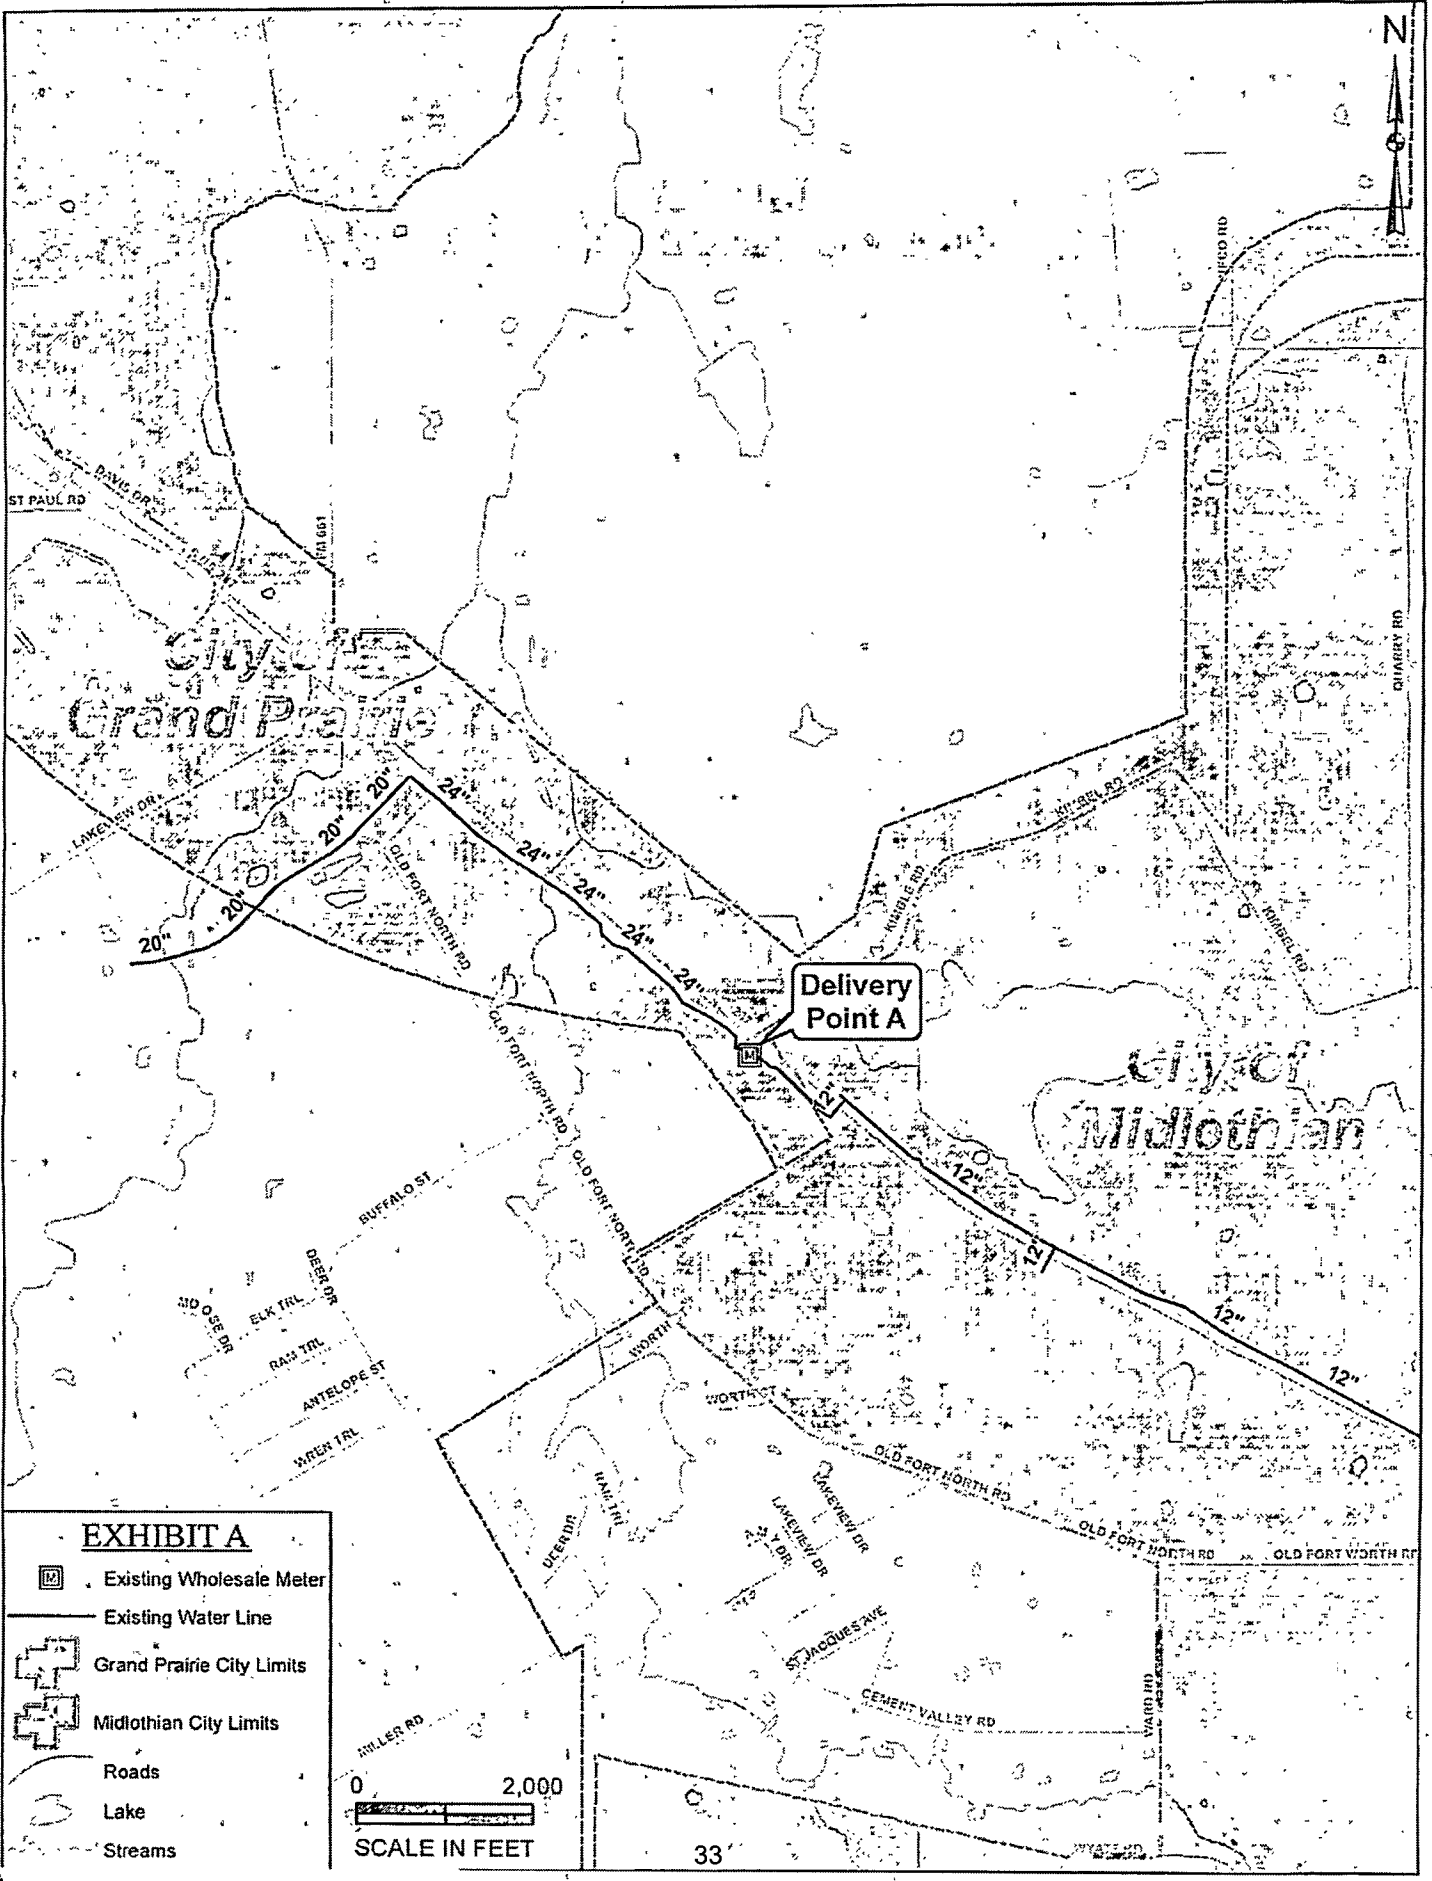 N
DAVIS DR
ST PAUL RD
FM 661
QUARRY RD
City of
Grand Prairie
20"
24"
KIMBEL RD
LAKEVIEW DR
20"
24"
OLD FORT NORTH RD
24"
KIMBLE RD
20"
20"
24"
KIMBEL RD
24"
Delivery
Point A
OLD FORT NORTH RD
City of
Midlothian
12"
12"
OLD FORT NORTH RD
BUFFALO ST
12"
DEER DR
ELK TRL
12"
RAM TRL
WORTH
ANTELOPE ST
12"
WORTH ST
WREN TRL
OLD FORT NORTH RD
RAM TRL
LAKEVIEW DR
LAKEVIEW DR
DEER DR
OLD FORT NORTH RD
OLD FORT WORTH RD
ST JACQUES AVE
CEMENT VALLEY RD
WARD RD
MILLER RD
WYATT RD
EXHIBIT A
M Existing Wholesale Meter
Existing Water Line
Grand Prairie City Limits
Midlothian City Limits
Roads
Lake
Streams
0 2,000
SCALE IN FEET
33